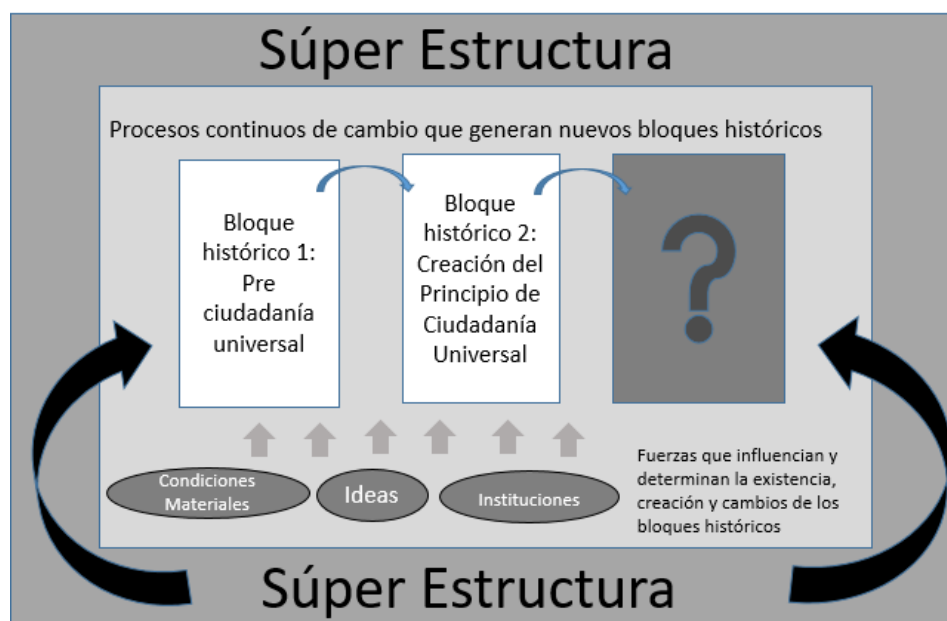 Súper Estructura
Procesos continuos de cambio que generan nuevos bloques históricos
Bloque
histórico 1:
Pre
ciudadanía
universal
Bloque
histórico 2:
Creación del
Principio de
Ciudadanía
Universal
?
Condiciones
Materiales
Ideas
Instituciones
Fuerzas que influencian y
determinan la existencia,
creación y cambios de los
bloques históricos
Súper Estructura